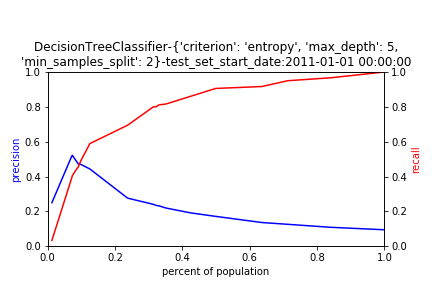 DecisionTreeClassifier-{'criterion': 'entropy', 'max_depth': 5,
'min_samples_split': 2}-test_set_start_date:2011-01-01 00:00:00
1.0
0.8
0.6
0.4
0.2
0.0
precision
1.0
0.8
0.6
0.4
0.2
0.0
recall
0.0 0.2 0.4 0.6 0.8 1.0
percent of population